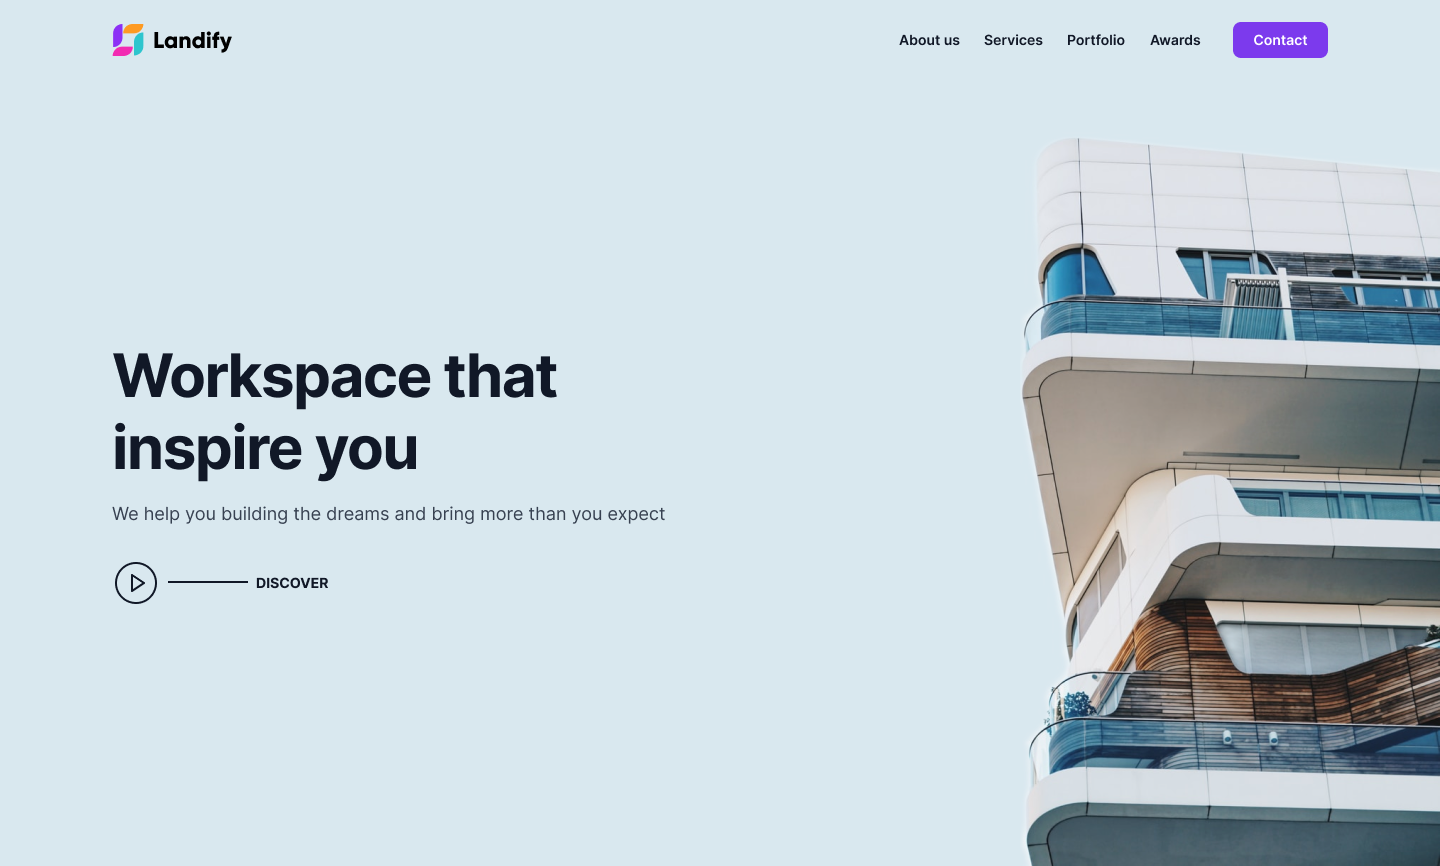 Landify
About us
Services
Portfolio
Awards
Contact
Workspace that
inspire you
We help you building the dreams and bring more than you expect
DISCOVER